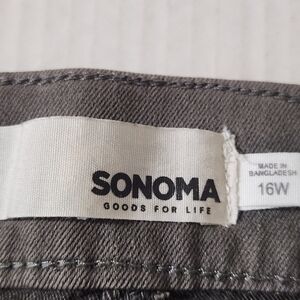 SONOMA
GOODS FOR LIFE
MADE IN
BANGLADESH
16W